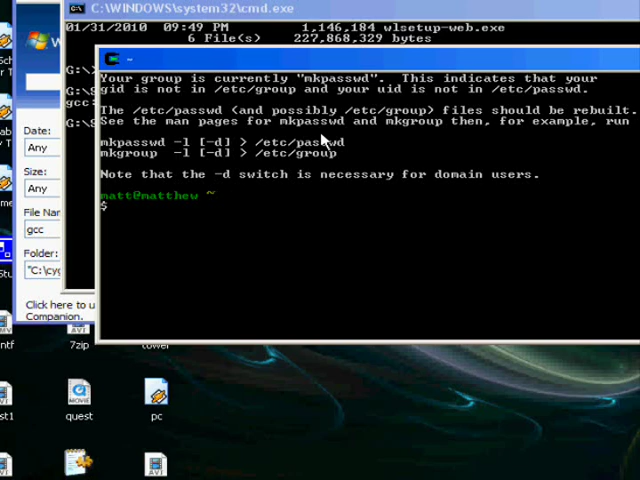 C:\WINDOWS\system32\cmd.exe
01/31/2010  09:49 PM         1,146,184 wlsetup-web.exe
6 File(s)    227,868,329 bytes
~
Your group is currently "mkpasswd".  This indicates that your
gid is not in /etc/group and your uid is not in /etc/passwd.
The /etc/passwd (and possibly /etc/group) files should be rebuilt.
See the man pages for mkpasswd and mkgroup then, for example, run
mkpasswd -l [-d] > /etc/passwd
mkgroup  -l [-d] > /etc/group
Note that the -d switch is necessary for domain users.
matt@matthew ~
$
G:\
gcc
G:\
Date:
Any
Size:
Any
File Nam
gcc
Folder:
"C:\cyg
Click here to u
Companion.
7zip
tower
quest
pc